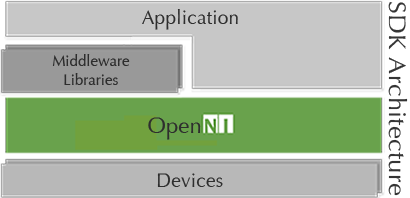 Application
Middleware
Libraries
OpenNI
Devices
SDK Architecture